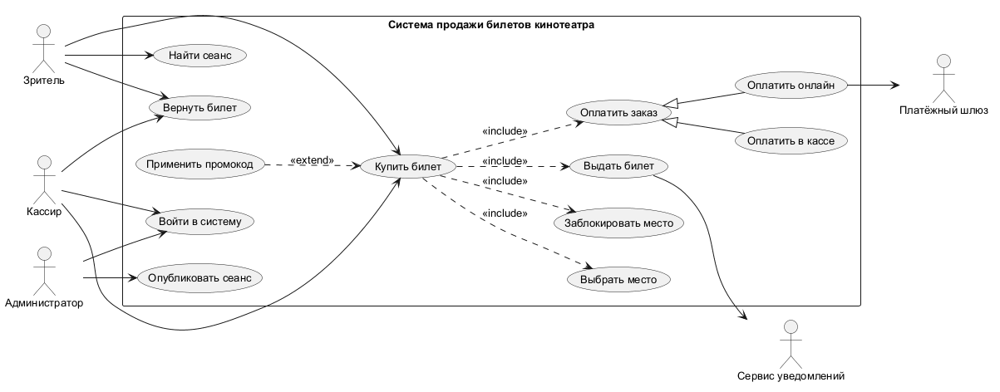 Система продажи билетов кинотеатра
Зритель
Найти сеанс
Вернуть билет
Применить промокод
«extend»
Купить билет
Кассир
Войти в систему
Администратор
Опубликовать сеанс
«include»
«include»
«include»
«include»
Оплатить заказ
Выдать билет
Заблокировать место
Выбрать место
Оплатить онлайн
Оплатить в кассе
Платёжный шлюз
Сервис уведомлений